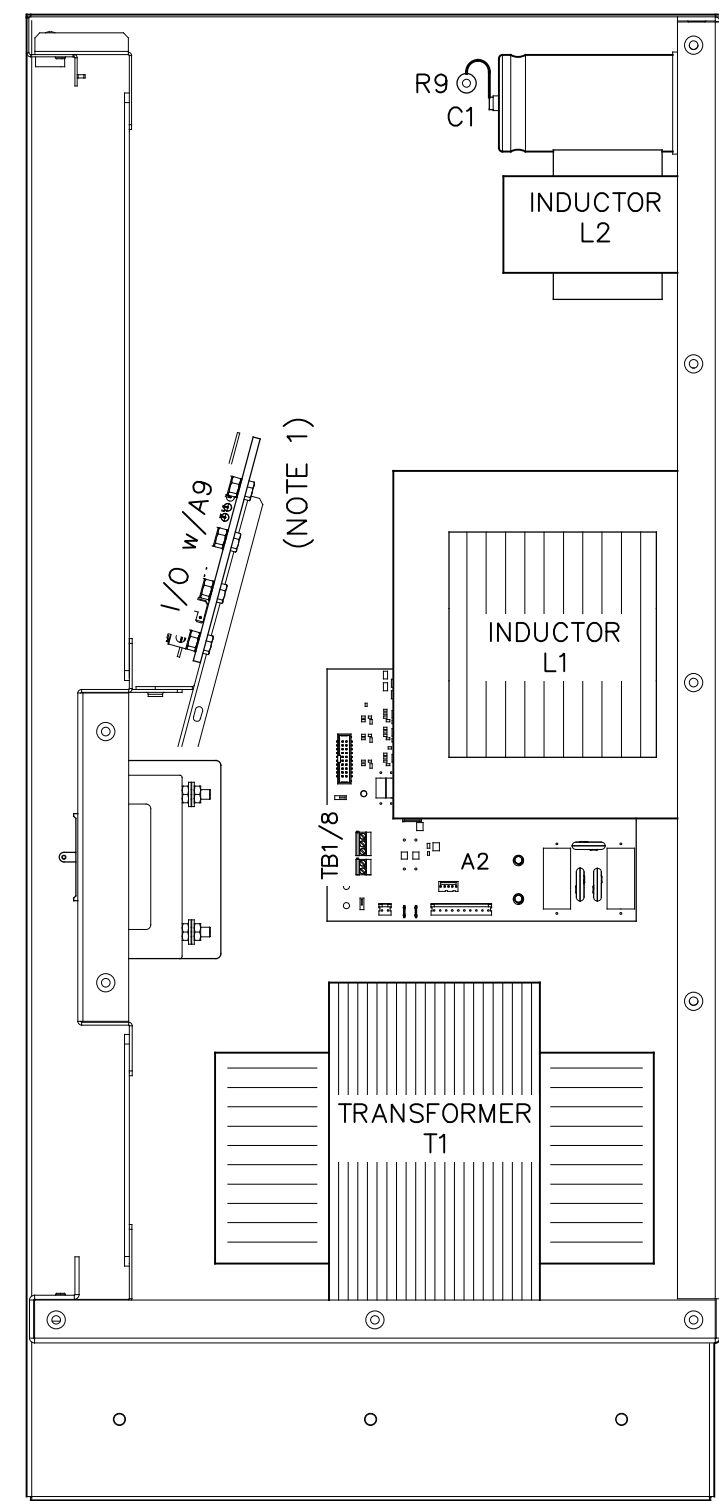 R9
C1
INDUCTOR
L2
I/O w/A9
(NOTE 1)
INDUCTOR
L1
TB1/8
A2
TRANSFORMER
T1